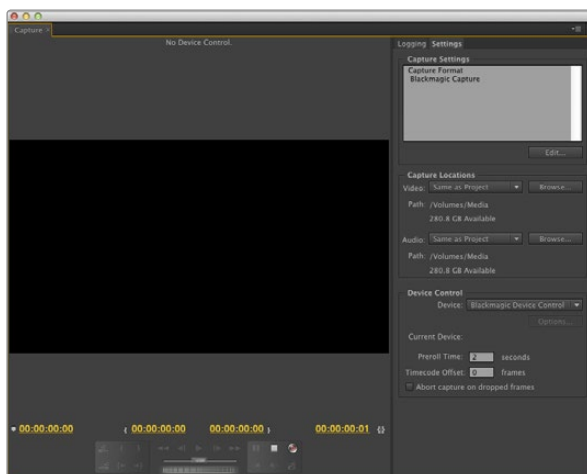 Capture
No Device Control.
Logging Settings
Capture Settings
Capture Format
Blackmagic Capture
Edit...
Capture Locations
Video: Same as Project Browse...
Path: /Volumes/Media
280.8 GB Available
Audio: Same as Project Browse...
Path: /Volumes/Media
280.8 GB Available
Device Control
Device: Blackmagic Device Control
Options...
Current Device:
Preroll Time: 2 seconds
Timecode Offset: 0 frames
Abort capture on dropped frames
00:00:00:00 { 00:00:00:00 00:00:00:00 } 00:00:00:01 {}